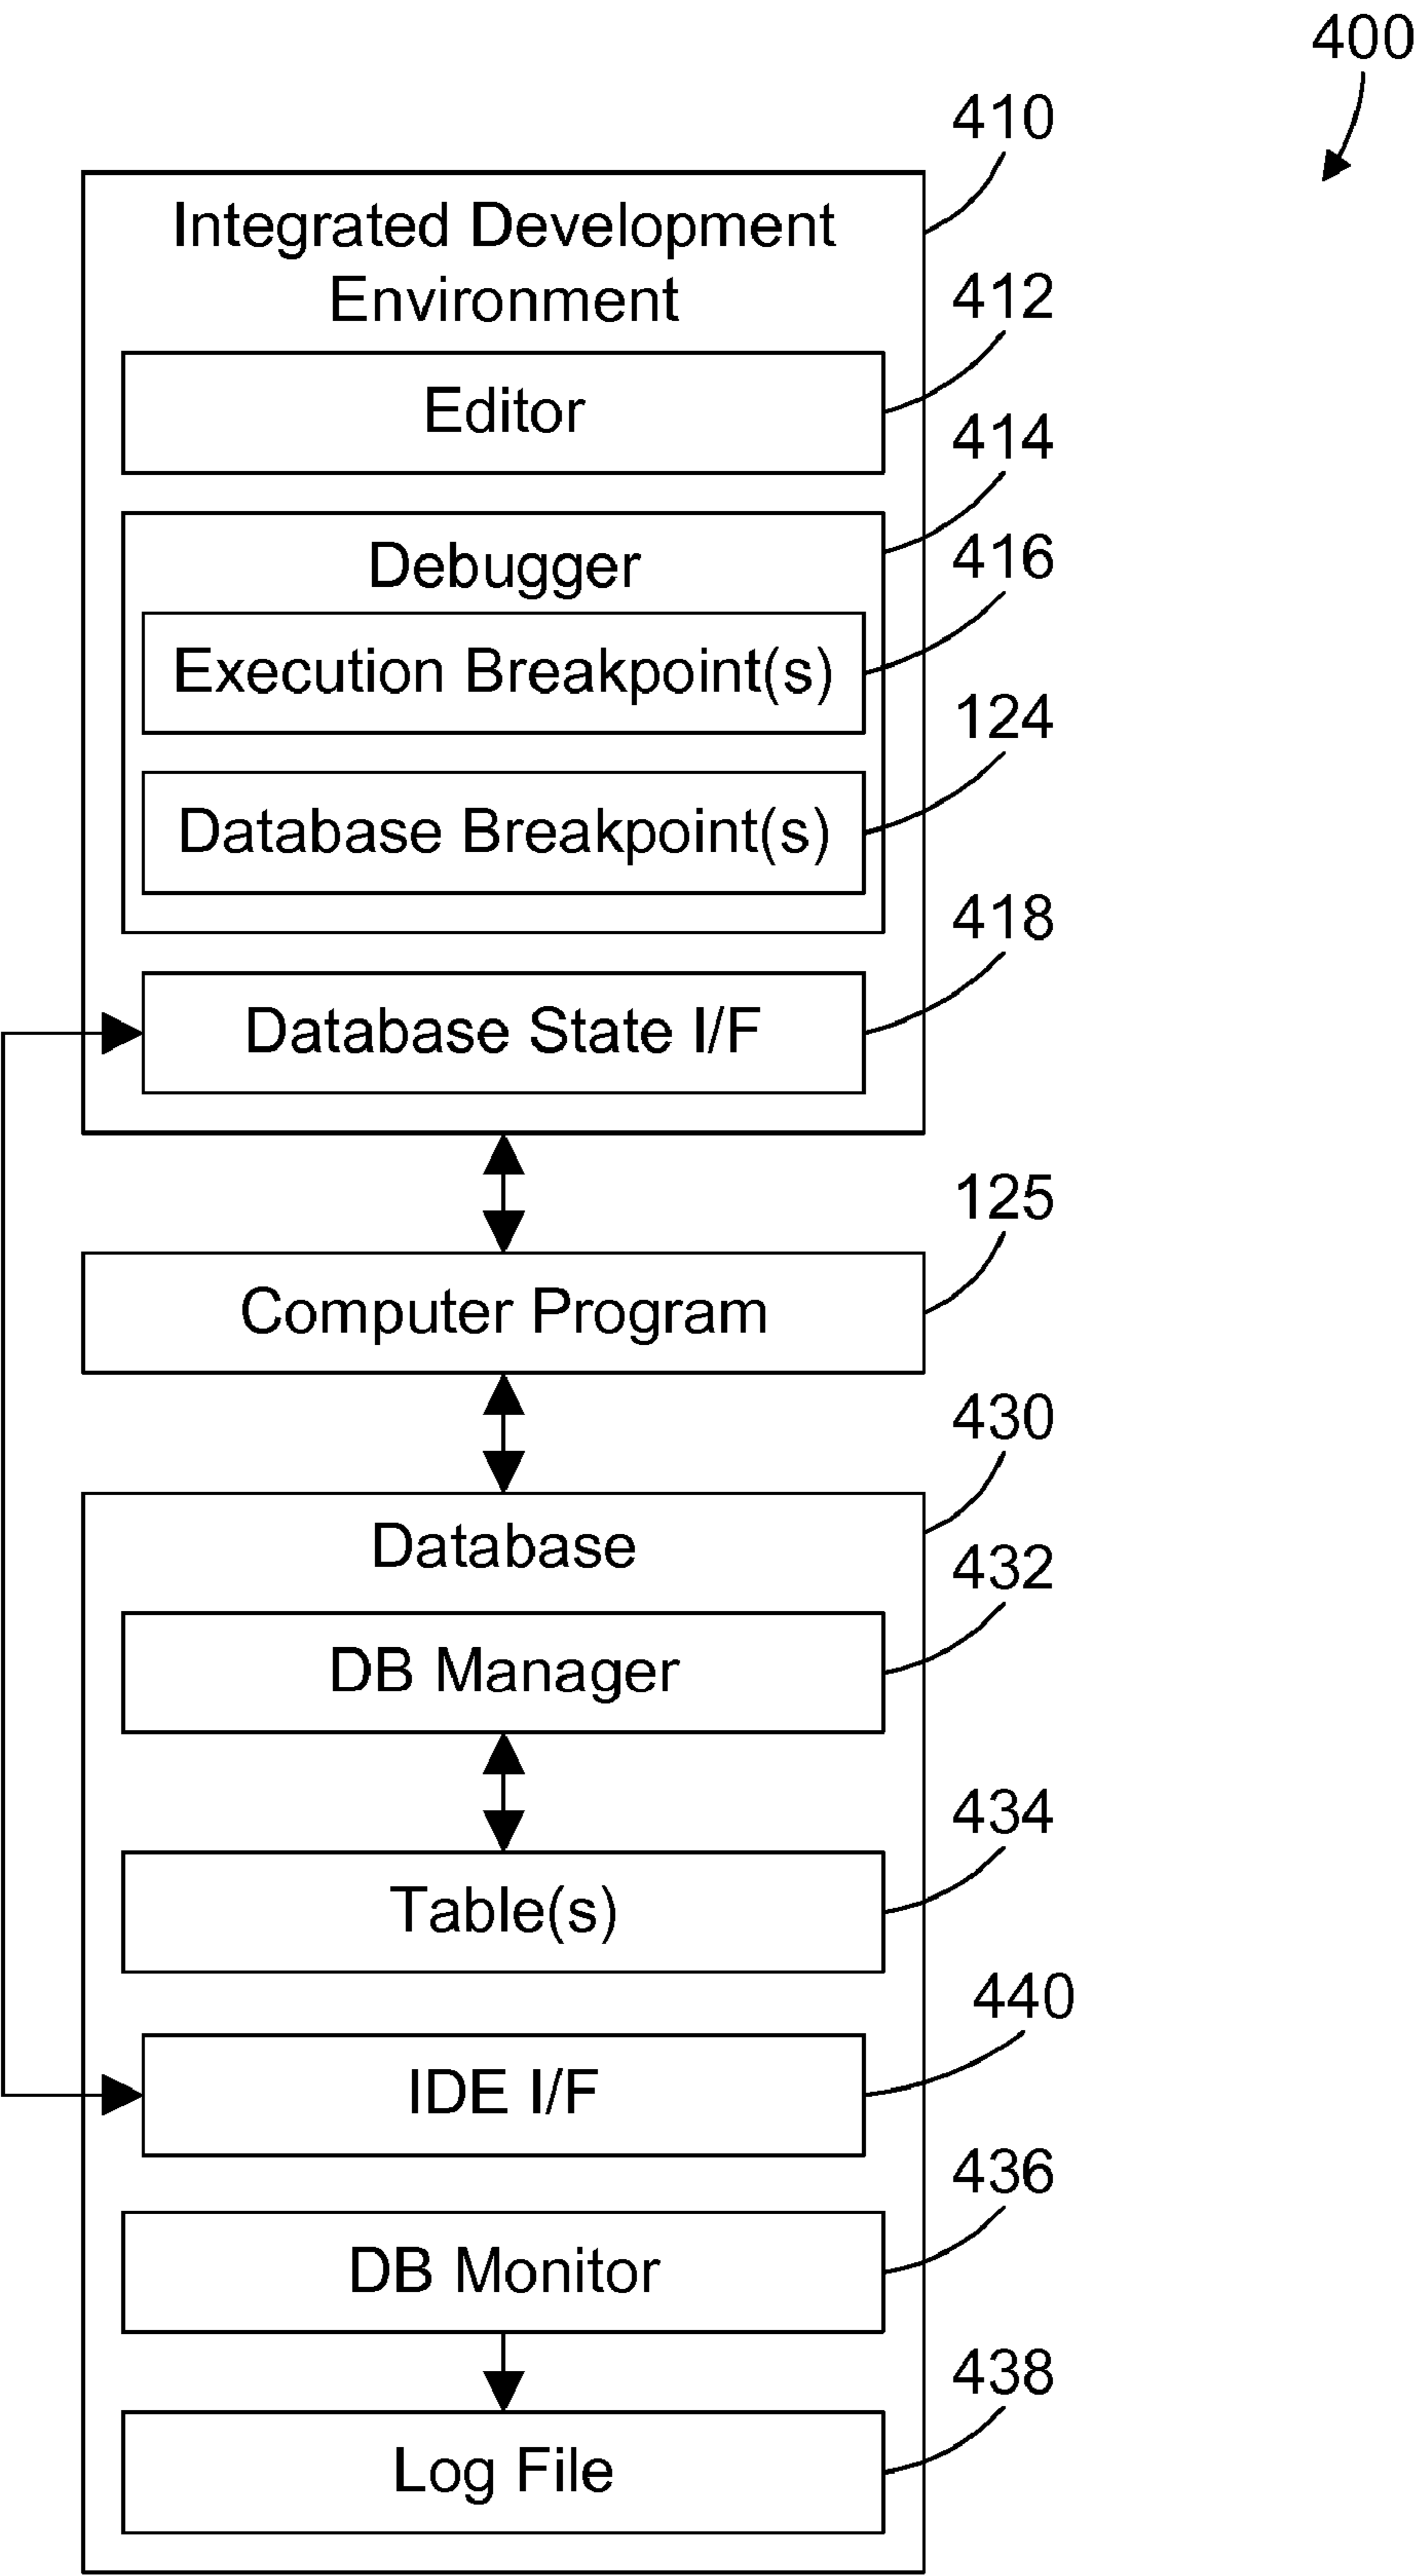 400
410
Integrated Development
Environment
412
Editor
414
Debugger
416
Execution Breakpoint(s)
124
Database Breakpoint(s)
418
Database State I/F
125
Computer Program
430
Database
432
DB Manager
434
Table(s)
440
IDE I/F
436
DB Monitor
438
Log File